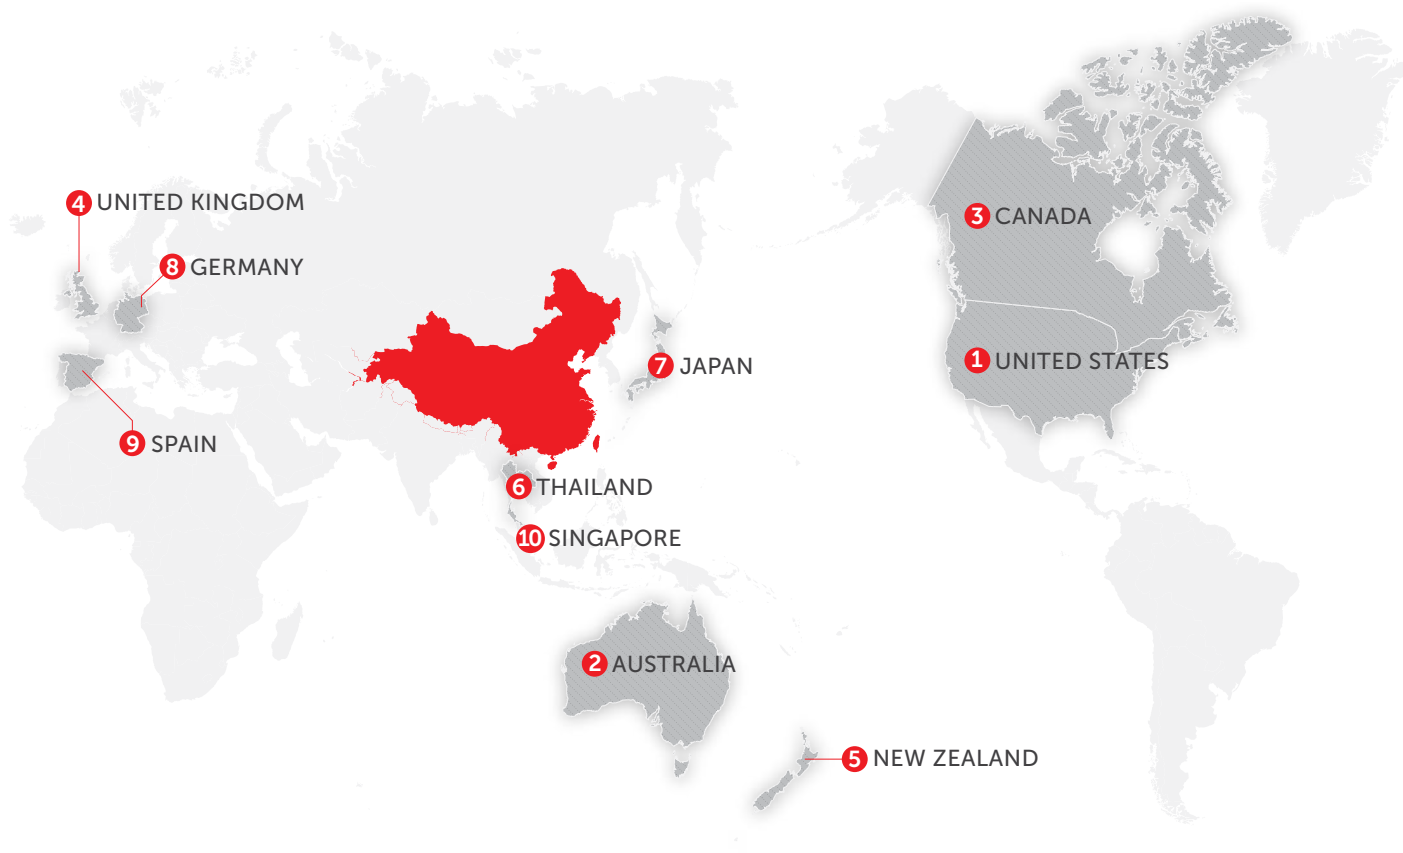 4 UNITED KINGDOM
3 CANADA
8 GERMANY
1 UNITED STATES
7 JAPAN
9 SPAIN
6 THAILAND
10 SINGAPORE
2 AUSTRALIA
5 NEW ZEALAND